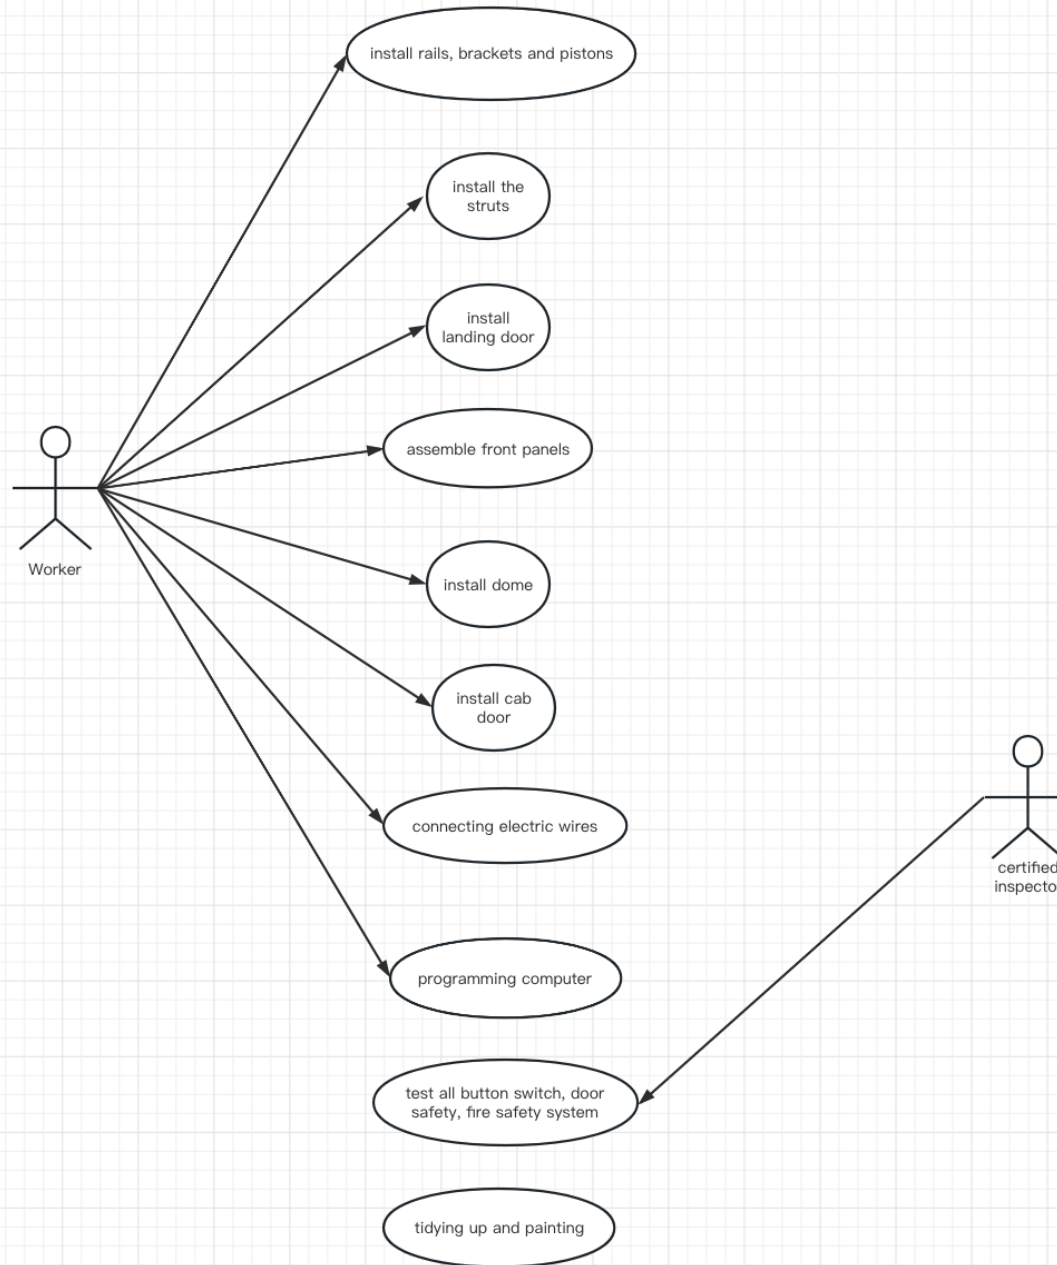 install rails, brackets and pistons
install the
struts
install
landing door
assemble front panels
Worker
install dome
install cab
door
connecting electric wires
certified
programming computer
test all button switch, door
safety, fire safety system
tidying up and painting